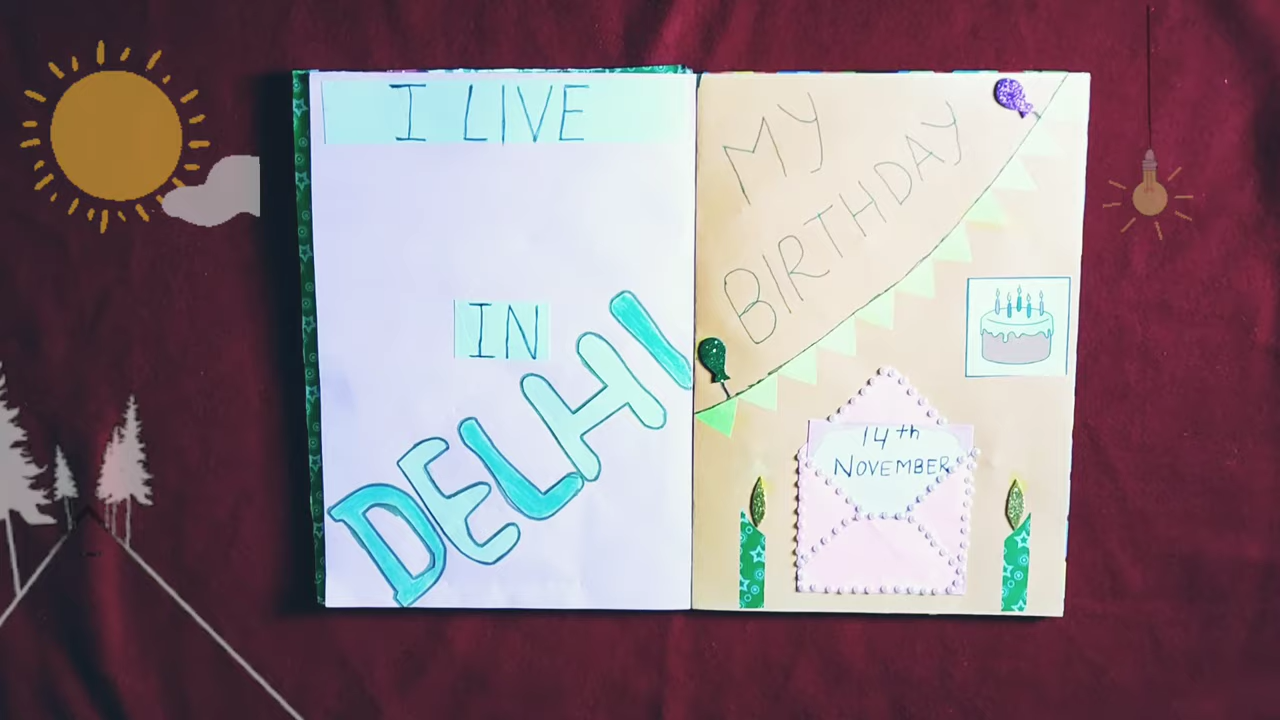 I LIVE
IN
DELHI
MY
BIRTHDAY
14th
NOVEMBER